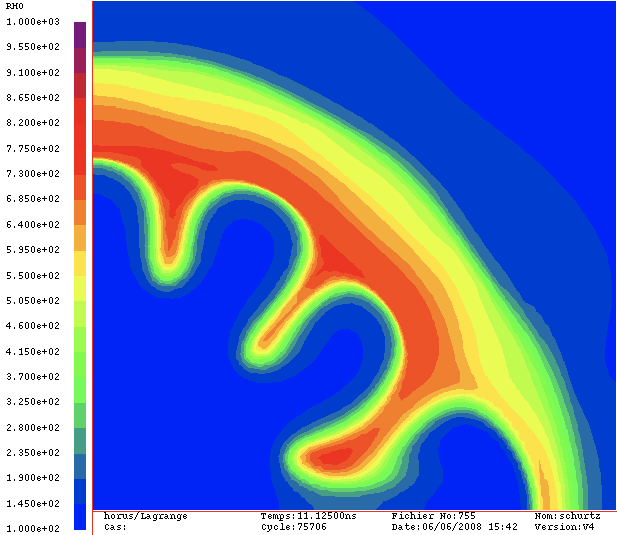 RHO
1.000e+03
9.550e+02
9.100e+02
8.650e+02
8.200e+02
7.750e+02
7.300e+02
6.850e+02
6.400e+02
5.950e+02
5.500e+02
5.050e+02
4.600e+02
4.150e+02
3.700e+02
3.250e+02
2.800e+02
2.350e+02
1.900e+02
1.450e+02
1.000e+02
horus/Lagrange Temps:11.12500ns Fichier No:755 Nom:schurtz
Cas: Cycle:75706 Date:06/06/2008 15:42 Version:V4